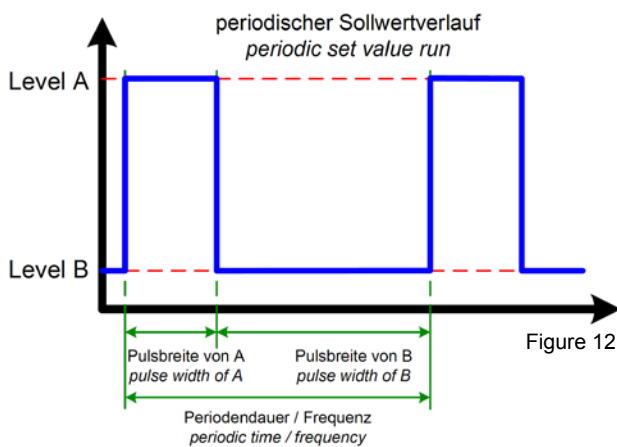 periodischer Sollwertverlauf
periodic set value run
Level A
Level B
Figure 12
Pulsbreite von A
pulse width of A
Pulsbreite von B
pulse width of B
Periodendauer / Frequenz
periodic time / frequency